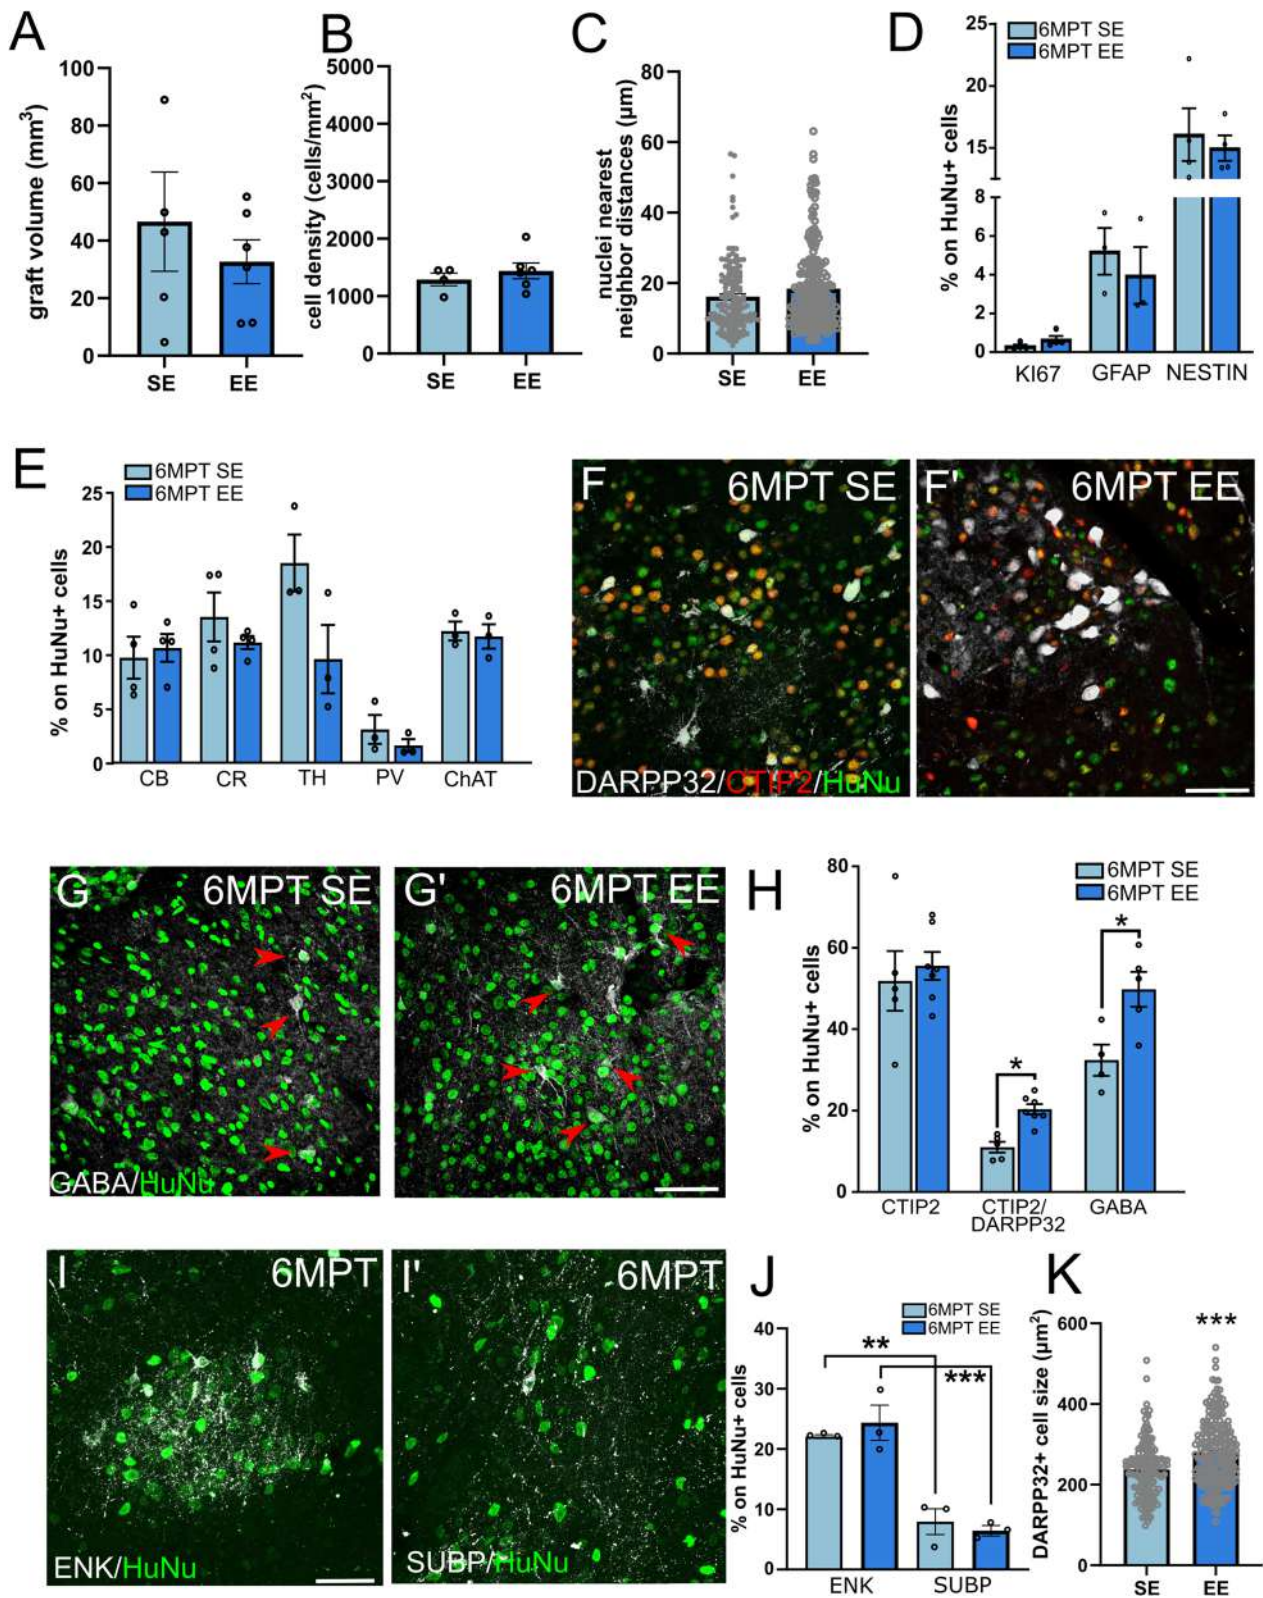 A
graft volume (mm3)
100
80
60
40
20
0
SE
EE
B
cell density (cells/mm2)
5000
4000
3000
2000
1000
0
SE
EE
C
nuclei nearest
neighbor distances (µm)
80
60
40
20
0
SE
EE
D
6MPT SE
6MPT EE
% on HuNu+ cells
25
20
15
8
6
4
2
0
KI67
GFAP
NESTIN
E
6MPT SE
6MPT EE
% on HuNu+ cells
25
20
15
10
5
0
CB
CR
TH
PV
ChAT
F
6MPT SE
DARPP32/CTIP2/HuNu
F'
6MPT EE
G
6MPT SE
GABA/HuNu
G'
6MPT EE
H
6MPT SE
6MPT EE
% on HuNu+ cells
80
60
40
20
0
*
*
CTIP2
CTIP2/
DARPP32
GABA
I
6MPT
ENK/HuNu
I'
6MPT
SUBP/HuNu
J
6MPT SE
6MPT EE
% on HuNu+ cells
40
30
20
10
0
**
***
ENK
SUBP
K
DARPP32+ cell size (µm2)
600
400
200
0
***
SE
EE